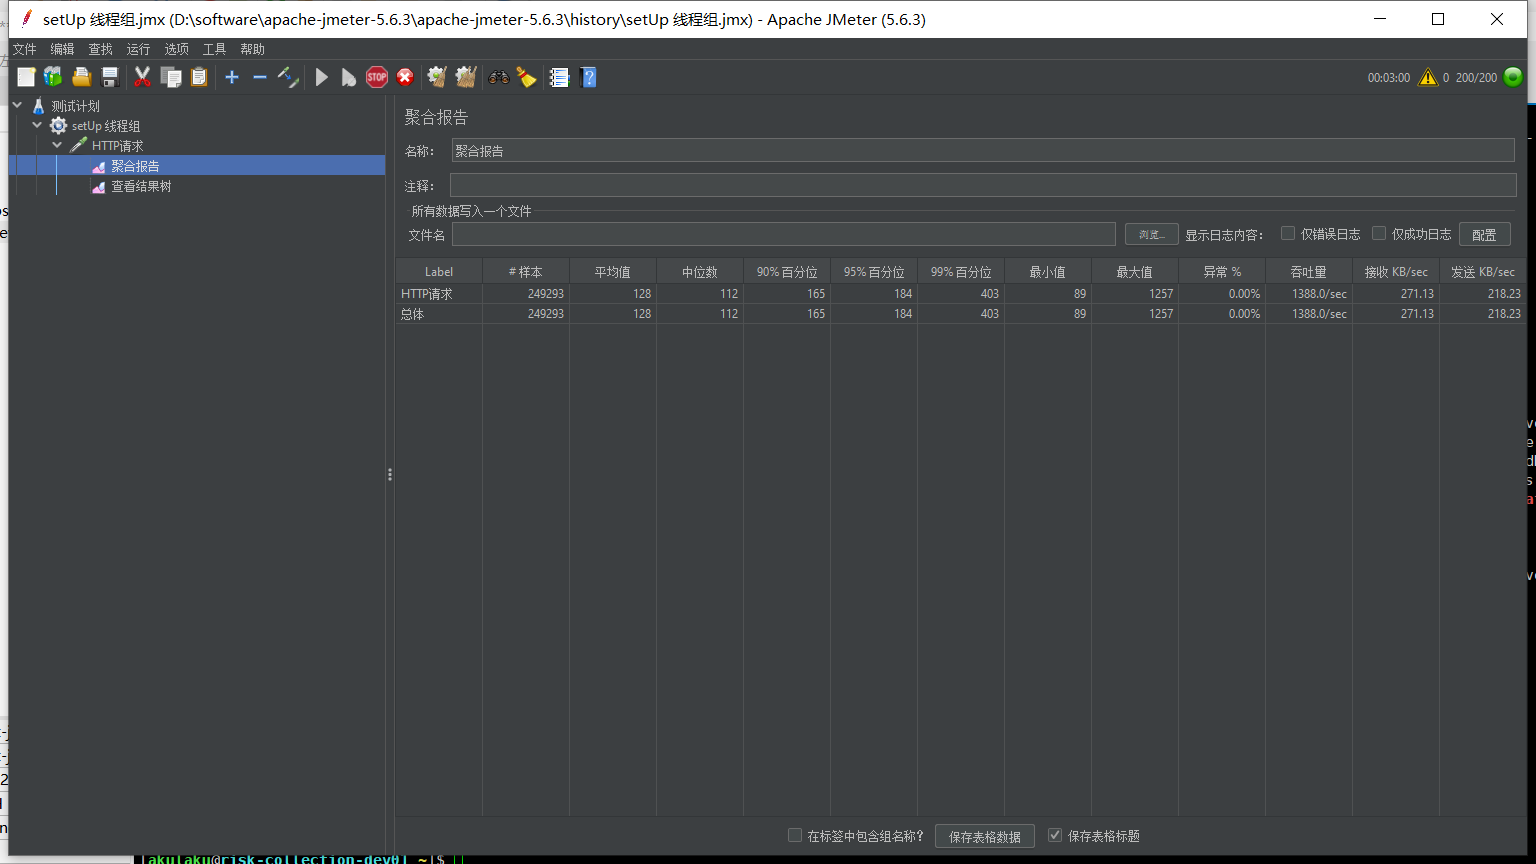 setUp 线程组.jmx (D:\software\apache-jmeter-5.6.3\apache-jmeter-5.6.3\history\setUp 线程组.jmx) - Apache JMeter (5.6.3)
文件 编辑 查找 运行 选项 工具 帮助
STOP
00:03:00 0 200/200
测试计划
setUp 线程组
HTTP请求
聚合报告
查看结果树
聚合报告
名称: 聚合报告
注释:
所有数据写入一个文件
文件名 浏览... 显示日志内容: 仅错误日志 仅成功日志 配置
Label # 样本 平均值 中位数 90% 百分位 95% 百分位 99% 百分位 最小值 最大值 异常 % 吞吐量 接收 KB/sec 发送 KB/sec
HTTP请求 249293 128 112 165 184 403 89 1257 0.00% 1388.0/sec 271.13 218.23
总体 249293 128 112 165 184 403 89 1257 0.00% 1388.0/sec 271.13 218.23
在标签中包含组名称? 保存表格数据 保存表格标题
[akulaku@risk-collection-dev01 ~]$